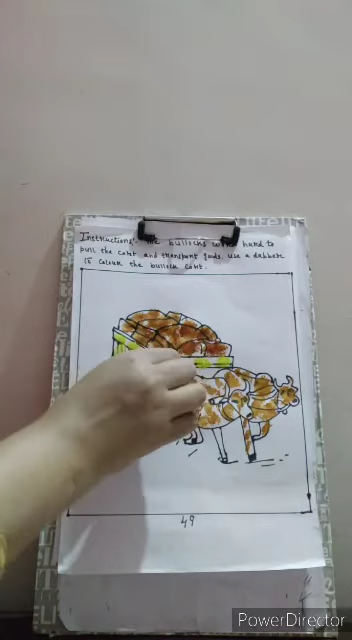 Instructions:- The bullocks work hard to
pull the cart and transport goods. Use a dabber
to colour the bullock cart.
49
PowerDirector